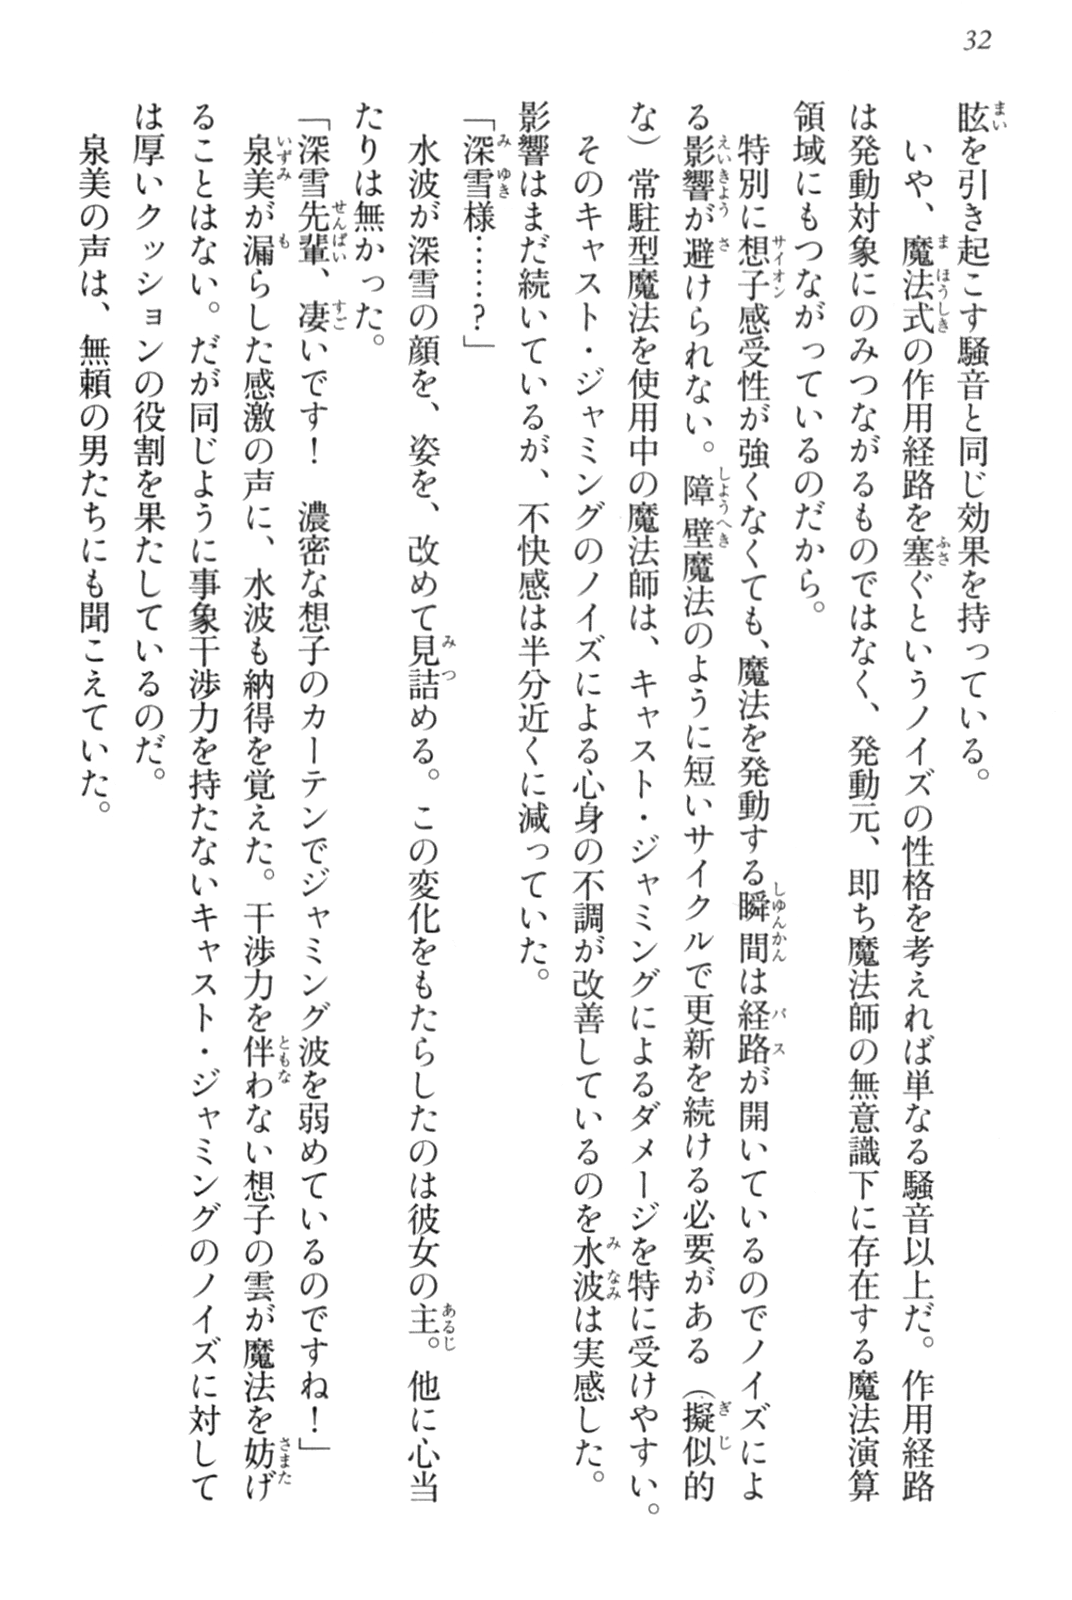 32
眩を引き起こす騒音と同じ効果を持っている。
いや、魔法式の作用経路を塞ぐというノイズの性格を考えれば単なる騒音以上だ。作用経路
は発動対象にのみつながるものではなく、発動元、即ち魔法師の無意識下に存在する魔法演算
領域にもつながっているのだから。
特別に想子感受性が強くなくても、魔法を発動する瞬間は経路が開いているのでノイズによ
る影響が避けられない。障壁魔法のように短いサイクルで更新を続ける必要がある（擬似的
な）常駐型魔法を使用中の魔法師は、キャスト・ジャミングによるダメージを特に受けやすい。
そのキャスト・ジャミングのノイズによる心身の不調が改善しているのを水波は実感した。
影響はまだ続いているが、不快感は半分近くに減っていた。
「深雪様……？」
水波が深雪の顔を、姿を、改めて見詰める。この変化をもたらしたのは彼女の主。他に心当
たりは無かった。
「深雪先輩、凄いです！　濃密な想子のカーテンでジャミング波を弱めているのですね！」
泉美が漏らした感激の声に、水波も納得を覚えた。干渉力を伴わない想子の雲が魔法を妨げ
ることはない。だが同じように事象干渉力を持たないキャスト・ジャミングのノイズに対して
は厚いクッションの役割を果たしているのだ。
泉美の声は、無頼の男たちにも聞こえていた。